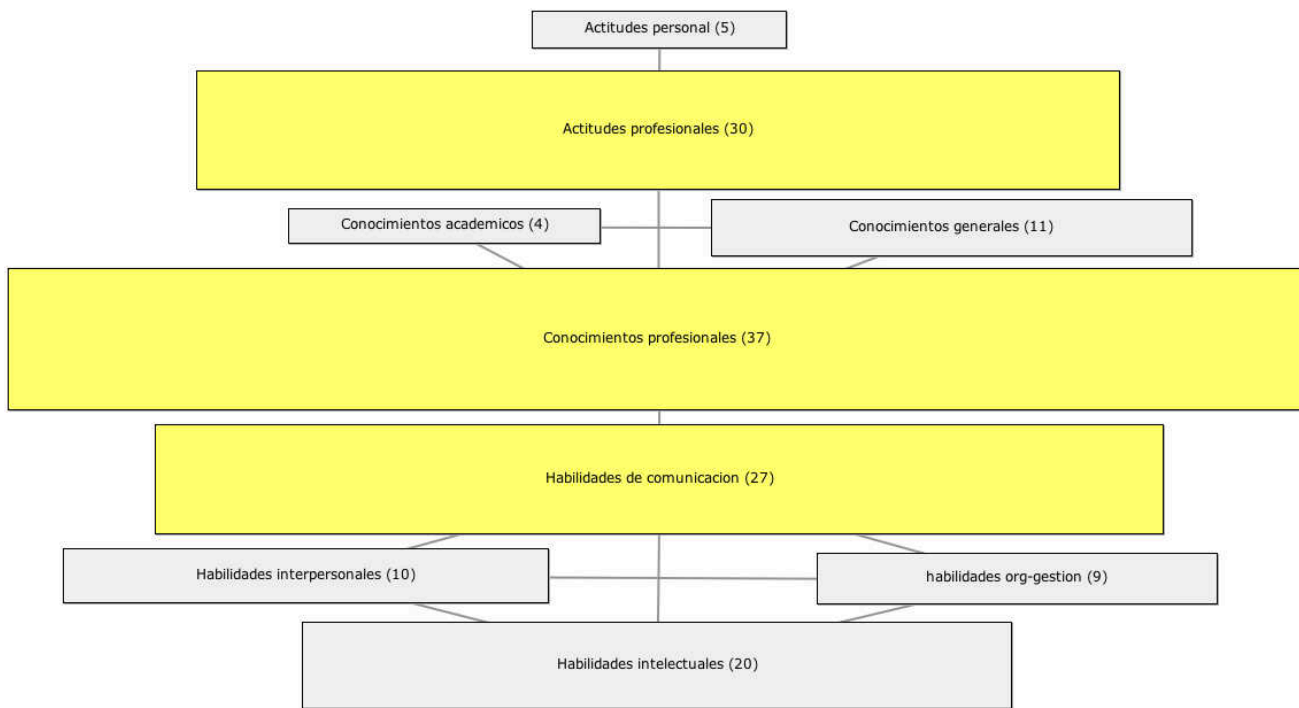 Actitudes personal (5)
Actitudes profesionales (30)
Conocimientos academicos (4)
Conocimientos generales (11)
Conocimientos profesionales (37)
Habilidades de comunicacion (27)
Habilidades interpersonales (10)
habilidades org-gestion (9)
Habilidades intelectuales (20)